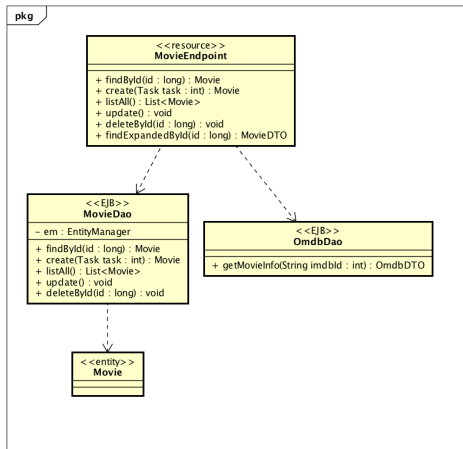 pkg
<<resource>>
MovieEndpoint
+ findById(id : long) : Movie
+ create(Task task : int) : Movie
+ listAll() : List<Movie>
+ update() : void
+ deleteById(id : long) : void
+ findExpandedById(id : long) : MovieDTO
<<EJB>>
MovieDao
- em : EntityManager
+ findById(id : long) : Movie
+ create(Task task : int) : Movie
+ listAll() : List<Movie>
+ update() : void
+ deleteById(id : long) : void
<<EJB>>
OmdbDao
+ getMovieInfo(String imdbId : int) : OmdbDTO
<<entity>>
Movie